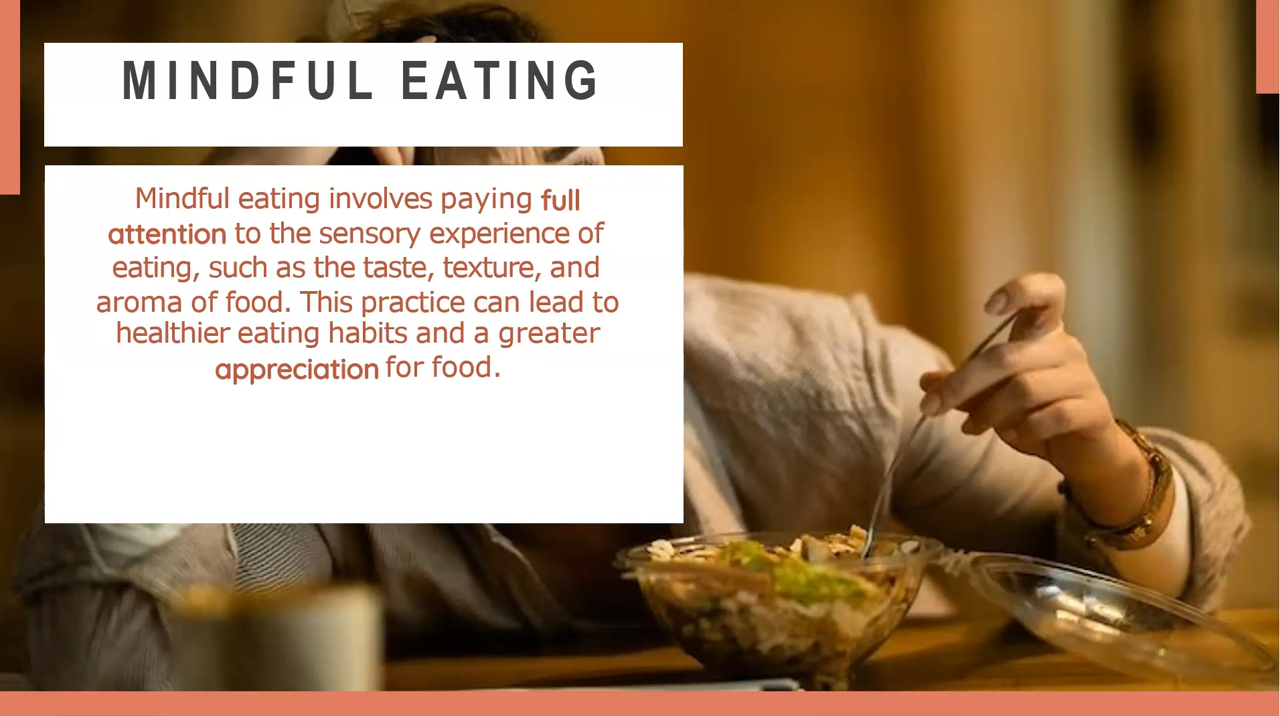 MINDFUL EATING
Mindful eating involves paying full
attention to the sensory experience of
eating, such as the taste, texture, and
aroma of food. This practice can lead to
healthier eating habits and a greater
appreciation for food.